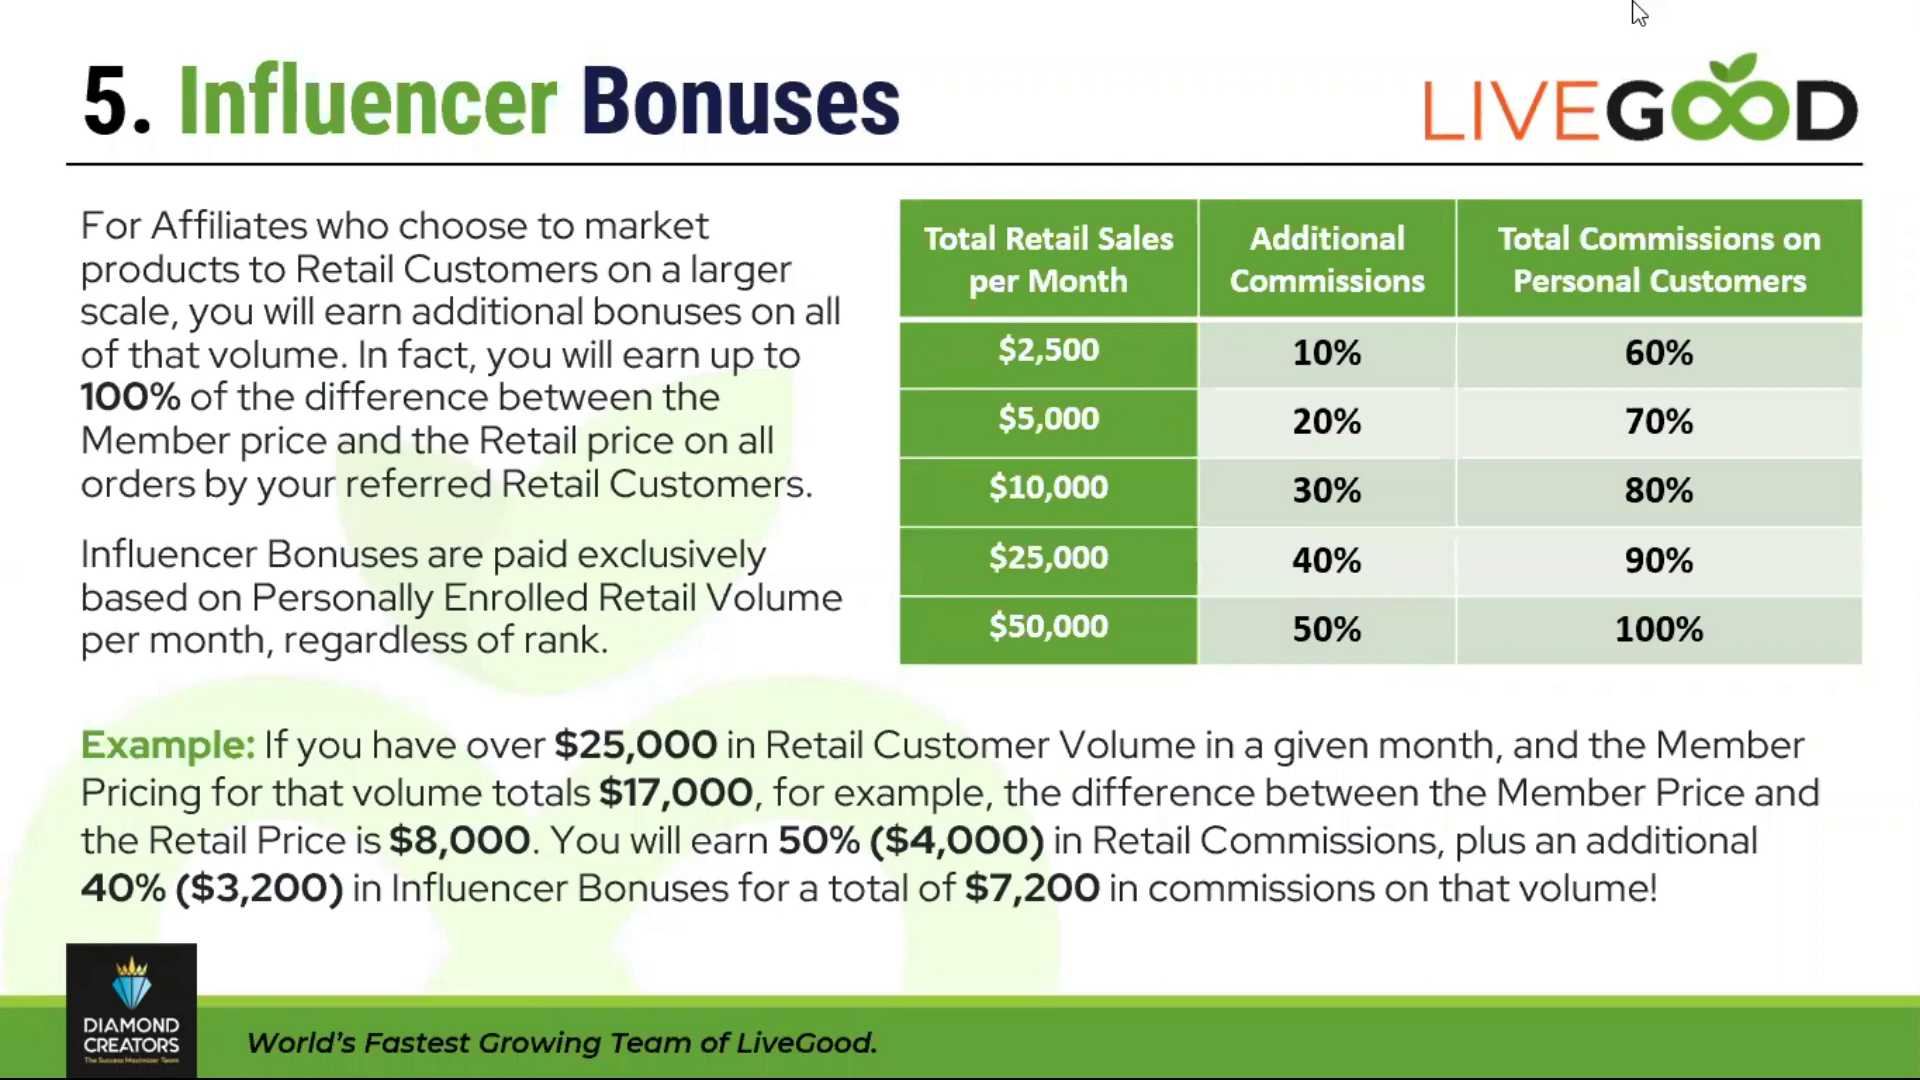 5. Influencer Bonuses
LIVEGOOD
For Affiliates who choose to market
products to Retail Customers on a larger
scale, you will earn additional bonuses on all
of that volume. In fact, you will earn up to
100% of the difference between the
Member price and the Retail price on all
orders by your referred Retail Customers.
Influencer Bonuses are paid exclusively
based on Personally Enrolled Retail Volume
per month, regardless of rank.
Total Retail Sales per Month Additional Commissions Total Commissions on Personal Customers
$2,500 10% 60%
$5,000 20% 70%
$10,000 30% 80%
$25,000 40% 90%
$50,000 50% 100%
Example: If you have over $25,000 in Retail Customer Volume in a given month, and the Member
Pricing for that volume totals $17,000, for example, the difference between the Member Price and
the Retail Price is $8,000. You will earn 50% ($4,000) in Retail Commissions, plus an additional
40% ($3,200) in Influencer Bonuses for a total of $7,200 in commissions on that volume!
DIAMOND
CREATORS
The Success Maximizer Team
World's Fastest Growing Team of LiveGood.